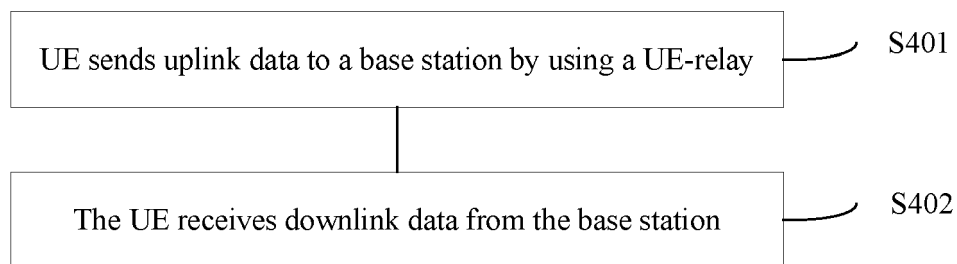 UE sends uplink data to a base station by using a UE-relay
S401
The UE receives downlink data from the base station
S402